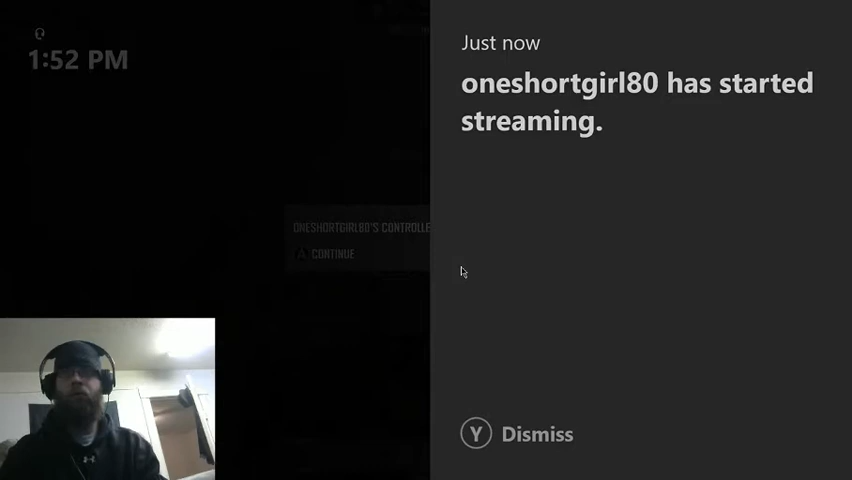 1:52 PM
Just now
oneshortgirl80 has started
streaming.
ONESHORTGIRL80'S CONTROLLE
CONTINUE
Y Dismiss